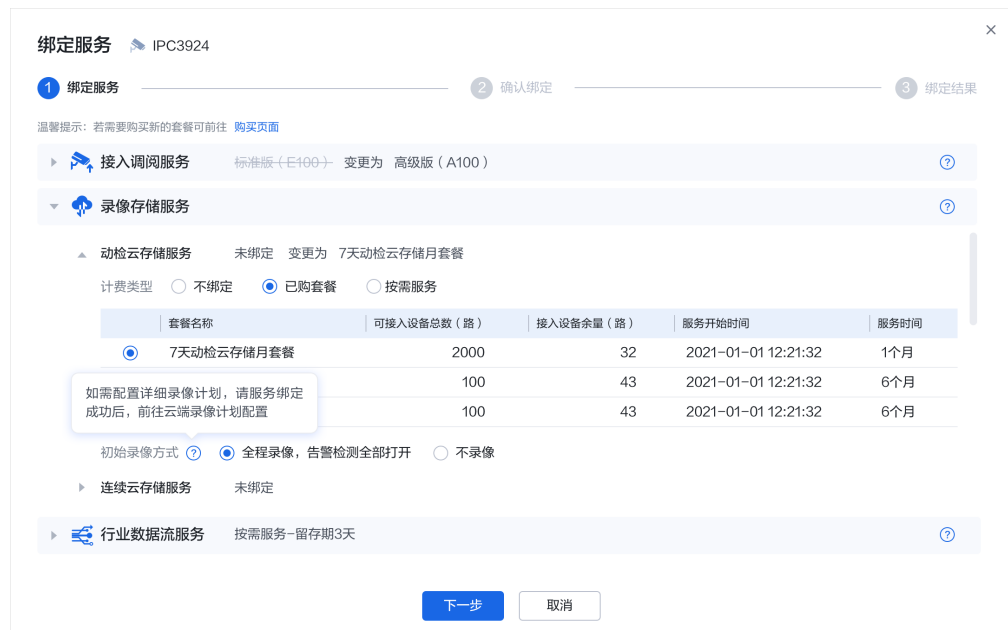 绑定服务 IPC3924
1 绑定服务 2 确认绑定 3 绑定结果
温馨提示：若需要购买新的套餐可前往 购买页面
接入调阅服务 标准版（E100） 变更为 高级版（A100）
录像存储服务
动检云存储服务 未绑定 变更为 7天动检云存储月套餐
计费类型 不绑定 已购套餐 按需服务
套餐名称 可接入设备总数（路） 接入设备余量（路） 服务开始时间 服务时间
7天动检云存储月套餐 2000 32 2021-01-01 12:21:32 1个月
100 43 2021-01-01 12:21:32 6个月
如需配置详细录像计划，请服务绑定
成功后，前往云端录像计划配置
100 43 2021-01-01 12:21:32 6个月
初始录像方式 ? 全程录像，告警检测全部打开 不录像
连续云存储服务 未绑定
行业数据流服务 按需服务-留存期3天
下一步 取消